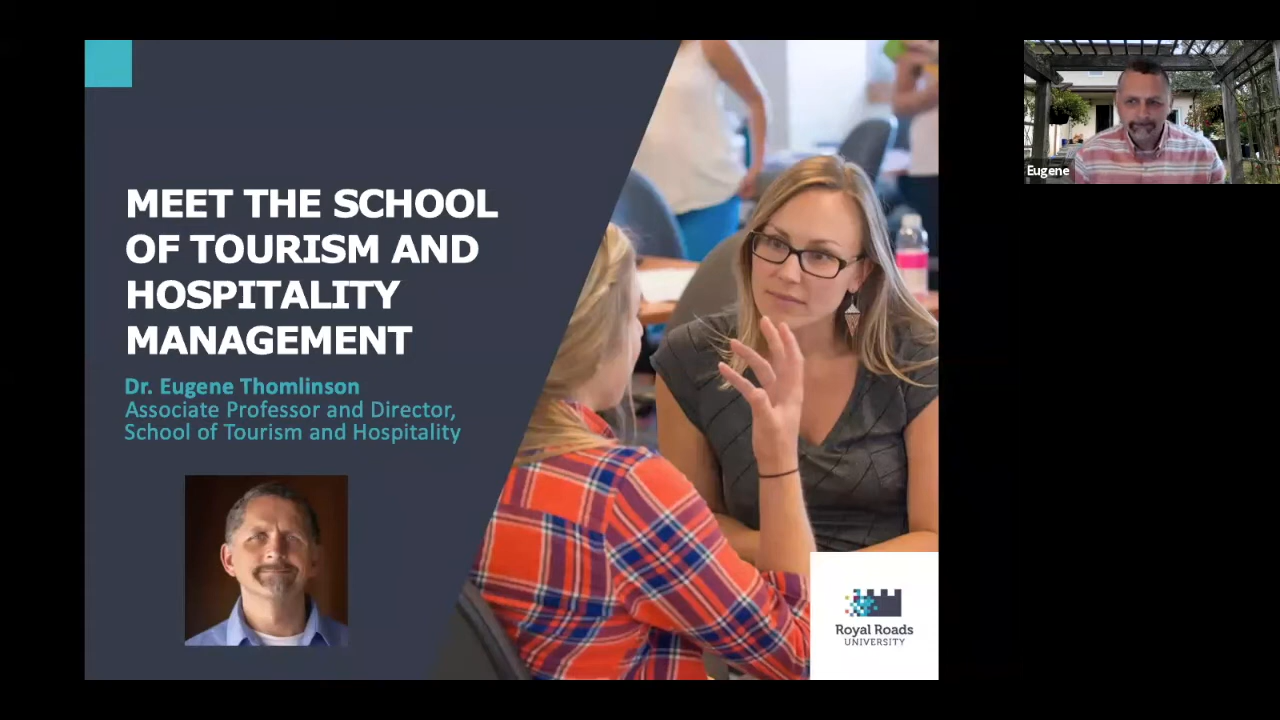 MEET THE SCHOOL
OF TOURISM AND
HOSPITALITY
MANAGEMENT
Dr. Eugene Thomlinson
Associate Professor and Director,
School of Tourism and Hospitality
Royal Roads
UNIVERSITY
Eugene